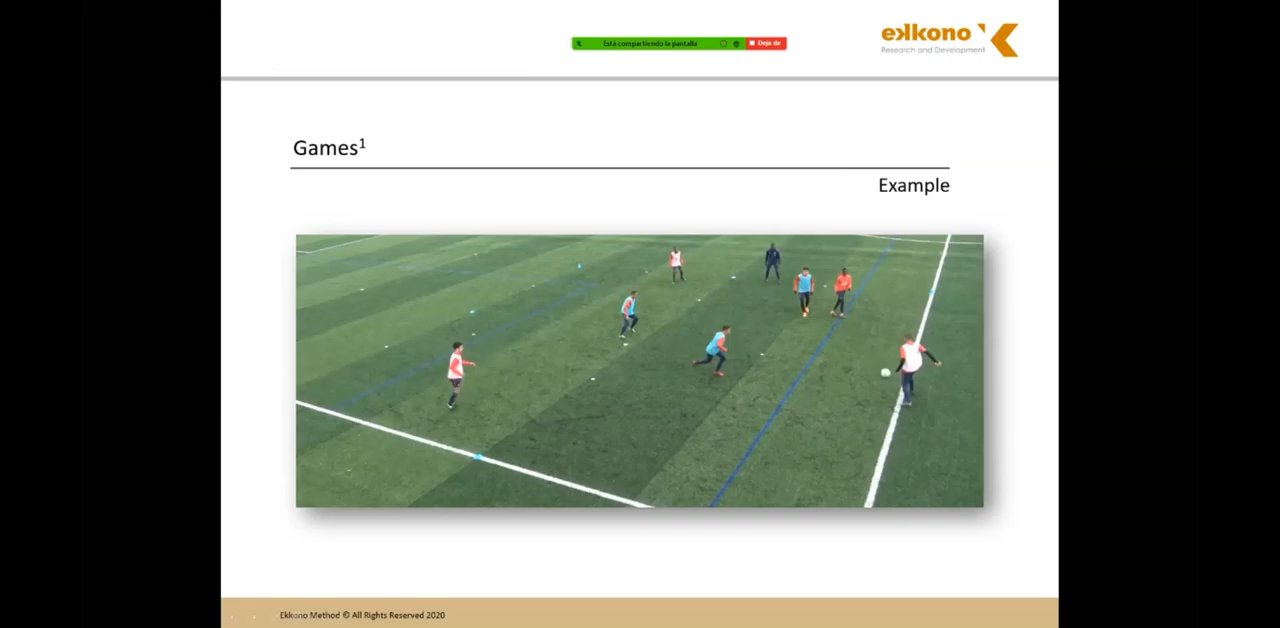 Está compartiendo la pantalla
Deja de
ekkono
Research and Development
Games¹
Example
Ekkono Method © All Rights Reserved 2020